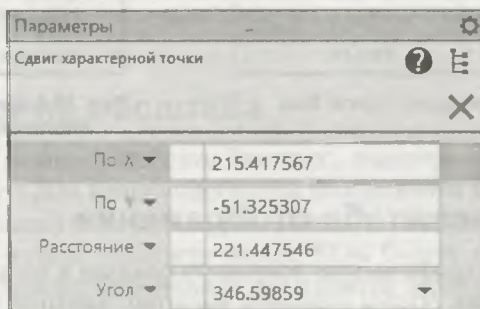 Параметры
Сдвиг характерной точки
По X 215.417567
По Y -51.325307
Расстояние 221.447546
Угол 346.59859